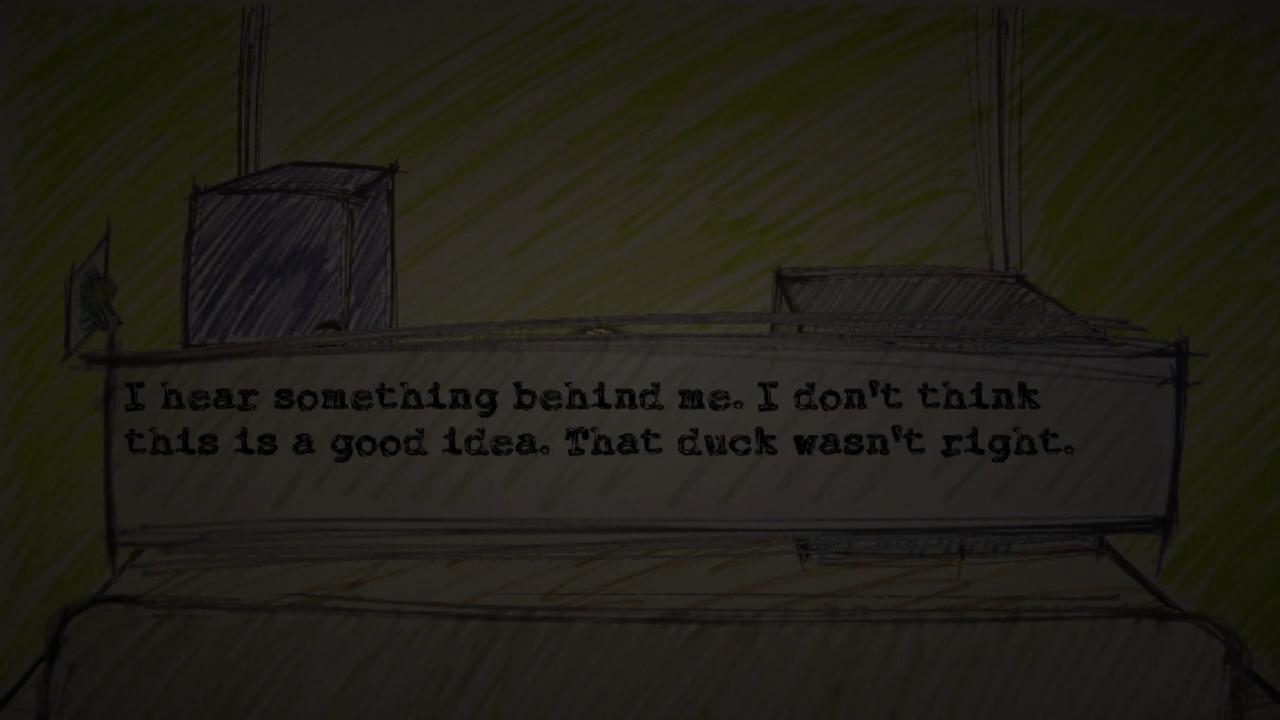 I hear something behind me. I don't think
this is a good idea. That duck wasn't right.